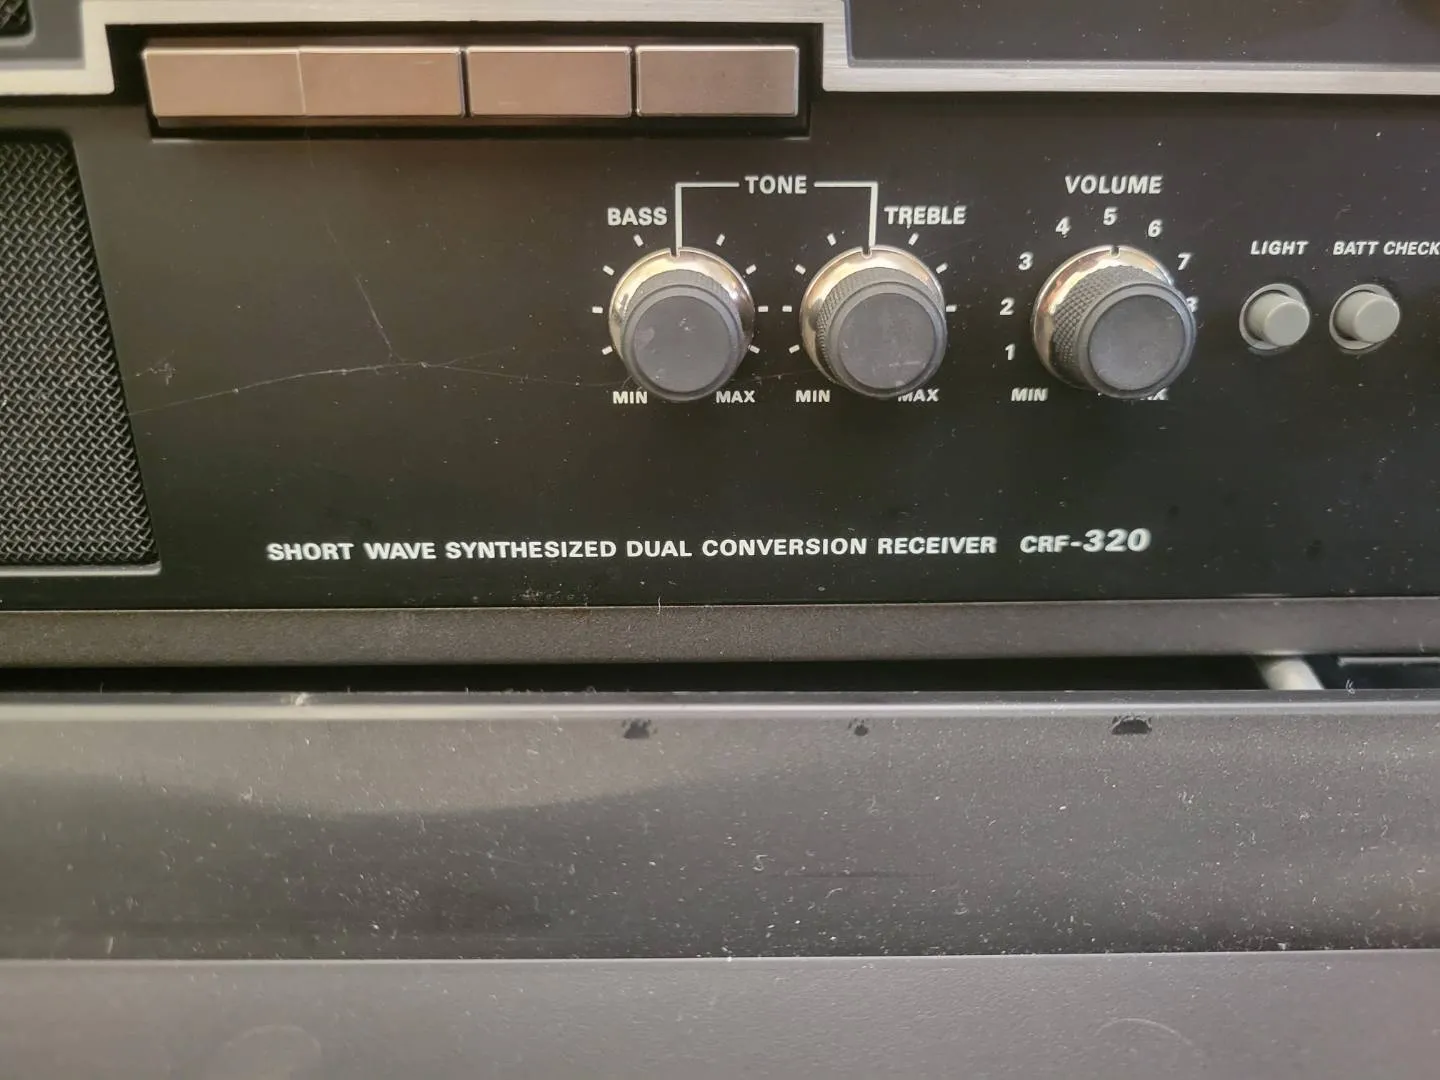 TONE
BASS
TREBLE
MIN
MAX
MIN
MAX
VOLUME
1
2
3
4
5
6
7
8
MIN
LIGHT
BATT CHECK
SHORT WAVE SYNTHESIZED DUAL CONVERSION RECEIVER CRF-320